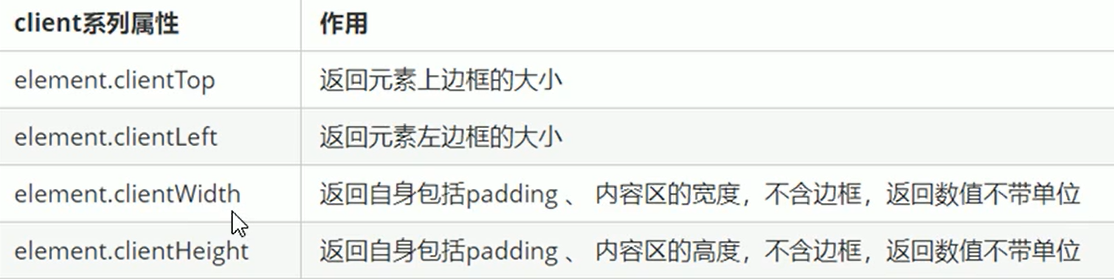 client系列属性 作用
element.clientTop 返回元素上边框的大小
element.clientLeft 返回元素左边框的大小
element.clientWidth 返回自身包括padding 、 内容区的宽度，不含边框，返回数值不带单位
element.clientHeight 返回自身包括padding 、 内容区的高度，不含边框，返回数值不带单位